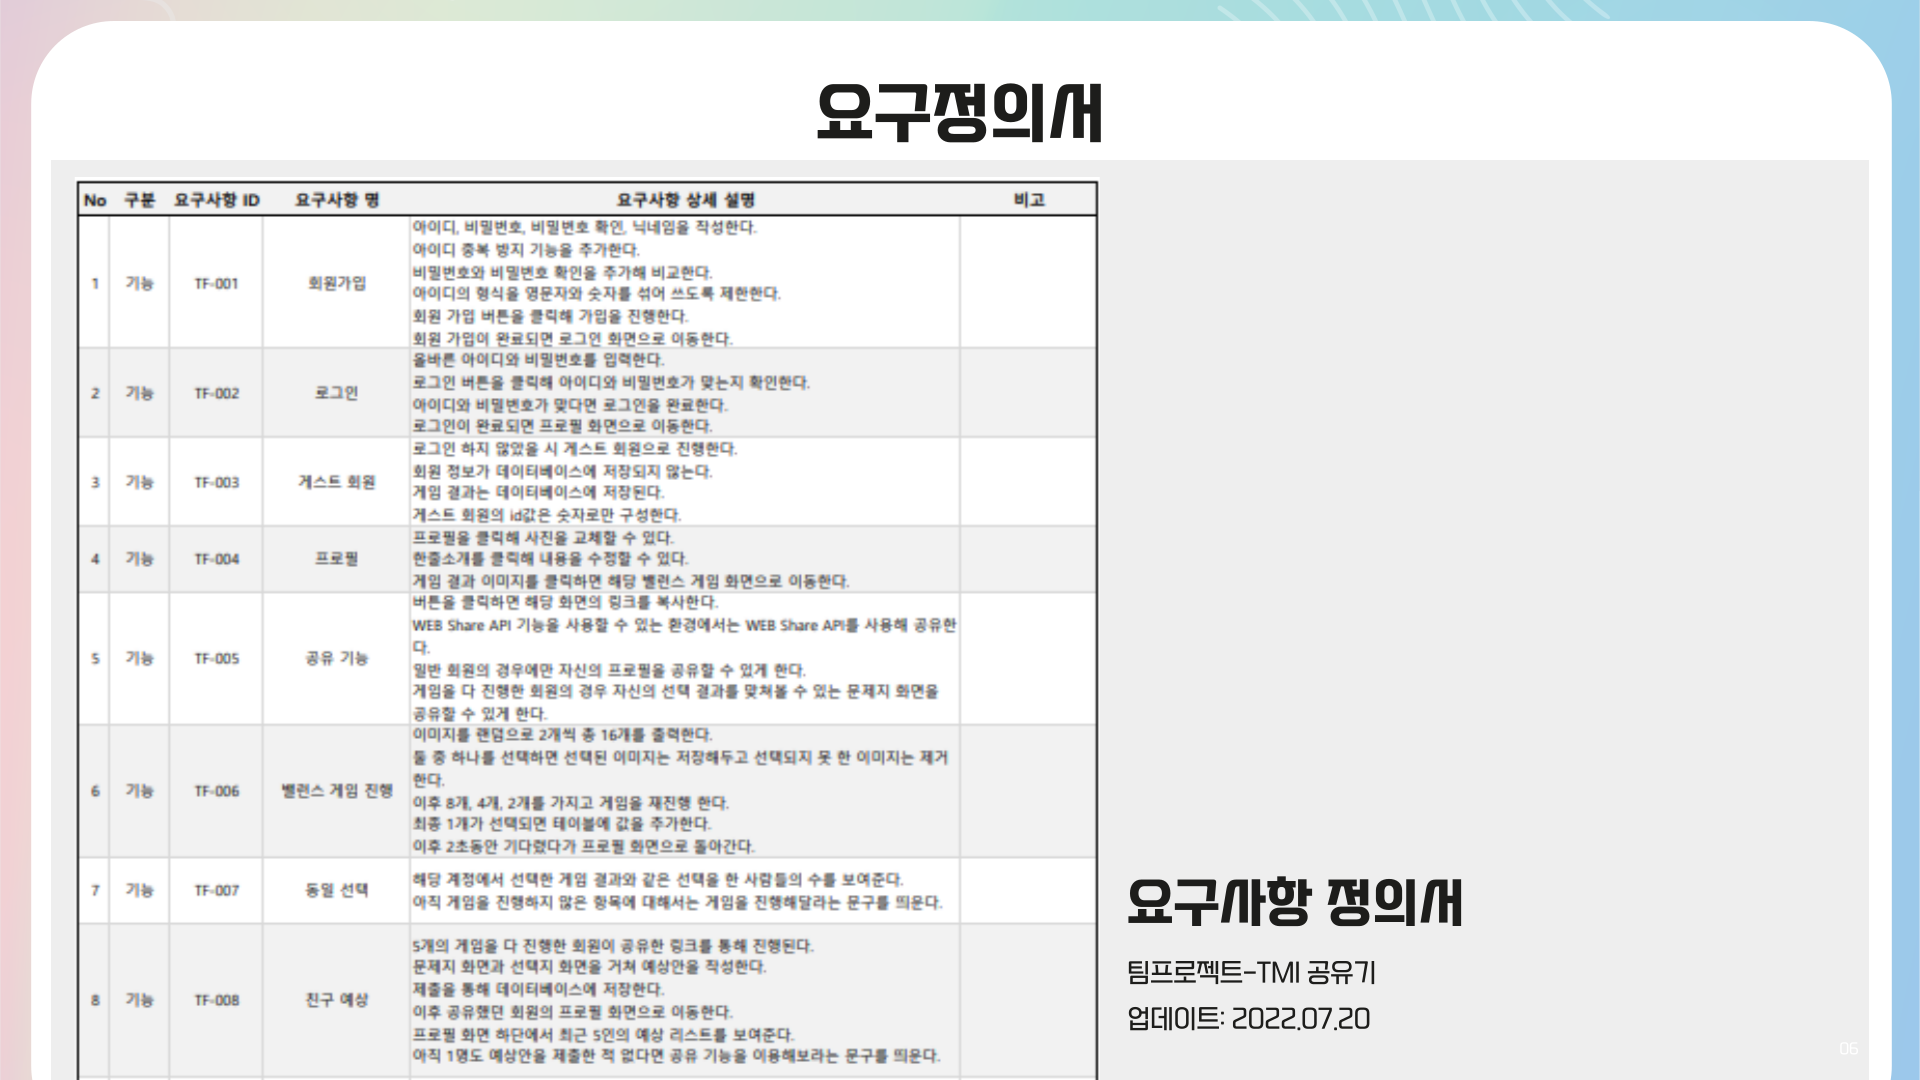 요구정의새
No 구분 요구사항 ID 요구사항 명 요구사항 상세 설명 비고
1 기능 TF-001 회원가입
아이디, 비밀번호, 비밀번호 확인, 닉네임을 작성한다.
아이디 중복 방지 기능을 추가한다.
비밀번호와 비밀번호 확인을 추가해 비교한다.
아이디의 형식을 영문자와 숫자를 섞어 쓰도록 제한한다.
회원 가입 버튼을 클릭해 가입을 진행한다.
회원 가입이 완료되면 로그인 화면으로 이동한다.
2 기능 TF-002 로그인
올바른 아이디와 비밀번호를 입력한다.
로그인 버튼을 클릭해 아이디와 비밀번호가 맞는지 확인한다.
아이디와 비밀번호가 맞다면 로그인을 완료한다.
로그인이 완료되면 프로필 화면으로 이동한다.
3 기능 TF-003 게스트 회원
로그인 하지 않았을 시 게스트 회원으로 진행한다.
회원 정보가 데이터베이스에 저장되지 않는다.
게임 결과는 데이터베이스에 저장된다.
게스트 회원의 id값은 숫자로만 구성한다.
4 기능 TF-004 프로필
프로필을 클릭해 사진을 교체할 수 있다.
한줄소개를 클릭해 내용을 수정할 수 있다.
게임 결과 이미지를 클릭하면 해당 밸런스 게임 화면으로 이동한다.
5 기능 TF-005 공유 기능
버튼을 클릭하면 해당 화면의 링크를 복사한다.
WEB Share API 기능을 사용할 수 있는 환경에서는 WEB Share API를 사용해 공유한
다.
일반 회원의 경우에만 자신의 프로필을 공유할 수 있게 한다.
게임을 다 진행한 회원의 경우 자신의 선택 결과를 맞쳐볼 수 있는 문제지 화면을
공유할 수 있게 한다.
6 기능 TF-006 밸런스 게임 진행
이미지를 랜덤으로 2개씩 총 16개를 출력한다.
둘 중 하나를 선택하면 선택된 이미지는 저장해두고 선택되지 못 한 이미지는 제거
한다.
이후 8개, 4개, 2개를 가지고 게임을 재진행 한다.
최종 1개가 선택되면 테이블에 값을 추가한다.
이후 2초동안 기다렸다가 프로필 화면으로 돌아간다.
7 기능 TF-007 동일 선택
해당 계정에서 선택한 게임 결과와 같은 선택을 한 사람들의 수를 보여준다.
아직 게임을 진행하지 않은 항목에 대해서는 게임을 진행해달라는 문구를 띄운다.
8 기능 TF-008 친구 예상
5개의 게임을 다 진행한 회원이 공유한 링크를 통해 진행된다.
문제지 화면과 선택지 화면을 거쳐 예상안을 작성한다.
제출을 통해 데이터베이스에 저장한다.
이후 공유했던 회원의 프로필 화면으로 이동한다.
프로필 화면 하단에서 최근 5인의 예상 리스트를 보여준다.
아직 1명도 예상안을 제출한 적 없다면 공유 기능을 이용해보라는 문구를 띄운다.
요구사항 정의새
팀프로젝트-TMI 공유기
업데이트: 2022.07.20
06